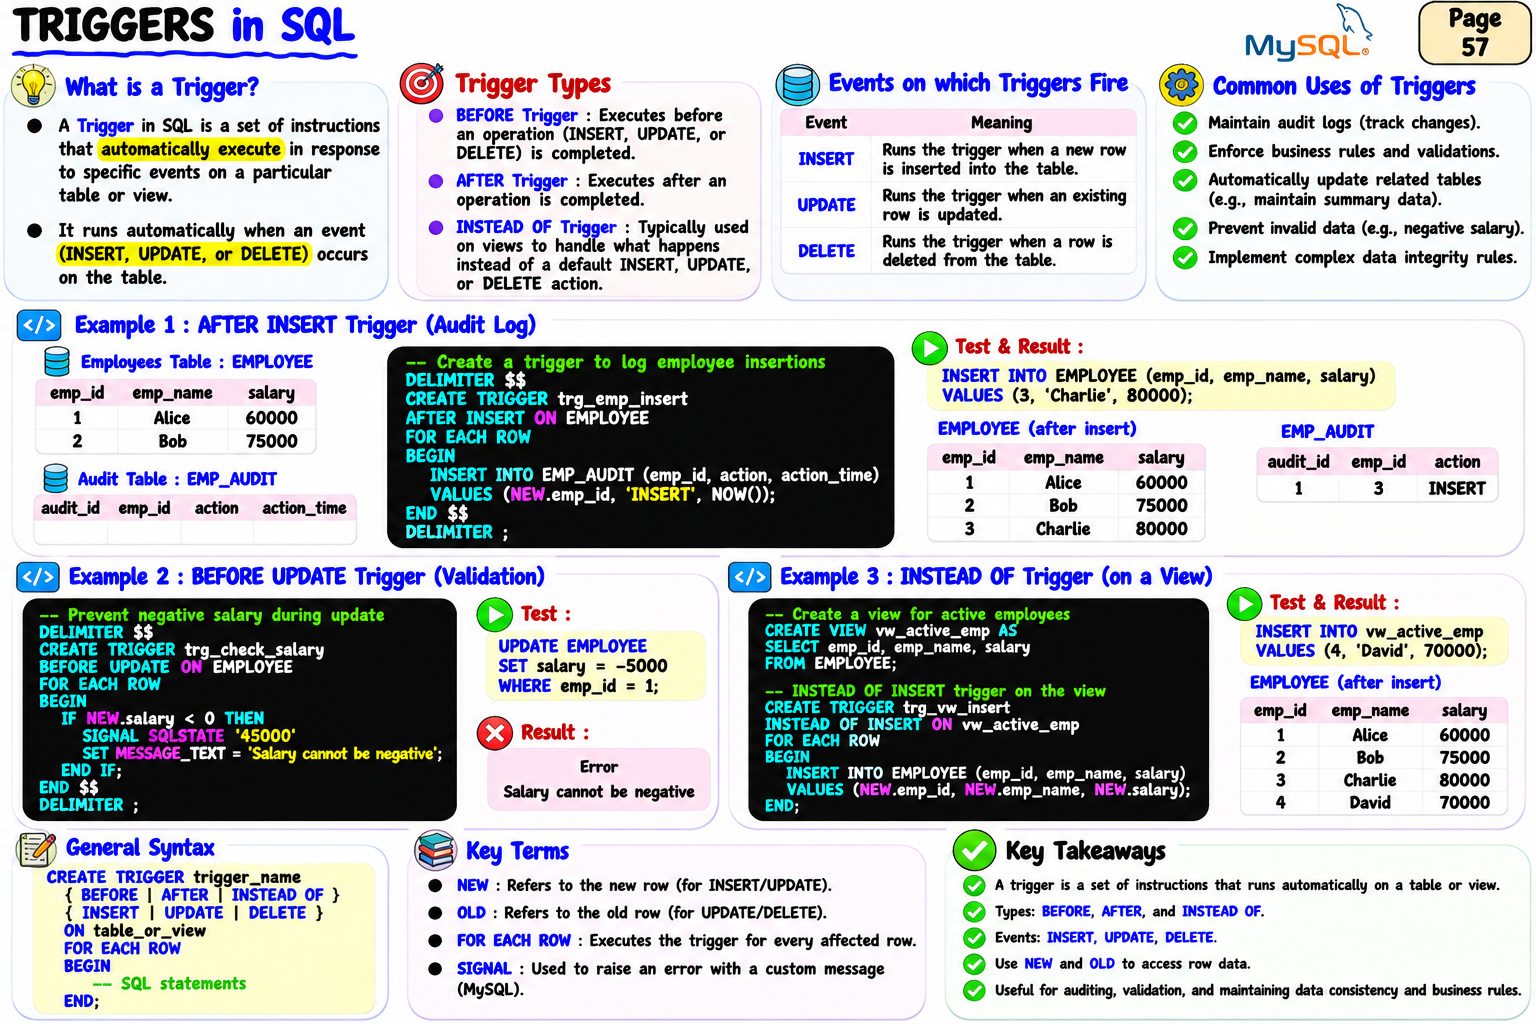 TRIGGERS in SQL
MySQL®
Page
57
What is a Trigger?
● A Trigger in SQL is a set of instructions
that automatically execute in response
to specific events on a particular
table or view.
● It runs automatically when an event
(INSERT, UPDATE, or DELETE) occurs
on the table.
Trigger Types
● BEFORE Trigger : Executes before
an operation (INSERT, UPDATE, or
DELETE) is completed.
● AFTER Trigger : Executes after an
operation is completed.
● INSTEAD OF Trigger : Typically used
on views to handle what happens
instead of a default INSERT, UPDATE,
or DELETE action.
Events on which Triggers Fire
Event Meaning
INSERT Runs the trigger when a new row
is inserted into the table.
UPDATE Runs the trigger when an existing
row is updated.
DELETE Runs the trigger when a row is
deleted from the table.
Common Uses of Triggers
Maintain audit logs (track changes).
Enforce business rules and validations.
Automatically update related tables
(e.g., maintain summary data).
Prevent invalid data (e.g., negative salary).
Implement complex data integrity rules.
</> Example 1 : AFTER INSERT Trigger (Audit Log)
Employees Table : EMPLOYEE
emp_id emp_name salary
1 Alice 60000
2 Bob 75000
Audit Table : EMP_AUDIT
audit_id emp_id action action_time
-- Create a trigger to log employee insertions
DELIMITER $$
CREATE TRIGGER trg_emp_insert
AFTER INSERT ON EMPLOYEE
FOR EACH ROW
BEGIN
INSERT INTO EMP_AUDIT (emp_id, action, action_time)
VALUES (NEW.emp_id, 'INSERT', NOW());
END $$
DELIMITER ;
Test & Result :
INSERT INTO EMPLOYEE (emp_id, emp_name, salary)
VALUES (3, 'Charlie', 80000);
EMPLOYEE (after insert)
emp_id emp_name salary
1 Alice 60000
2 Bob 75000
3 Charlie 80000
EMP_AUDIT
audit_id emp_id action
1 3 INSERT
</> Example 2 : BEFORE UPDATE Trigger (Validation)
-- Prevent negative salary during update
DELIMITER $$
CREATE TRIGGER trg_check_salary
BEFORE UPDATE ON EMPLOYEE
FOR EACH ROW
BEGIN
IF NEW.salary < 0 THEN
SIGNAL SQLSTATE '45000'
SET MESSAGE_TEXT = 'Salary cannot be negative';
END IF;
END $$
DELIMITER ;
Test :
UPDATE EMPLOYEE
SET salary = -5000
WHERE emp_id = 1;
Result :
Error
Salary cannot be negative
</> Example 3 : INSTEAD OF Trigger (on a View)
-- Create a view for active employees
CREATE VIEW vw_active_emp AS
SELECT emp_id, emp_name, salary
FROM EMPLOYEE;
-- INSTEAD OF INSERT trigger on the view
CREATE TRIGGER trg_vw_insert
INSTEAD OF INSERT ON vw_active_emp
FOR EACH ROW
BEGIN
INSERT INTO EMPLOYEE (emp_id, emp_name, salary)
VALUES (NEW.emp_id, NEW.emp_name, NEW.salary);
END;
Test & Result :
INSERT INTO vw_active_emp
VALUES (4, 'David', 70000);
EMPLOYEE (after insert)
emp_id emp_name salary
1 Alice 60000
2 Bob 75000
3 Charlie 80000
4 David 70000
General Syntax
CREATE TRIGGER trigger_name
{ BEFORE | AFTER | INSTEAD OF }
{ INSERT | UPDATE | DELETE }
ON table_or_view
FOR EACH ROW
BEGIN
-- SQL statements
END;
Key Terms
● NEW : Refers to the new row (for INSERT/UPDATE).
● OLD : Refers to the old row (for UPDATE/DELETE).
● FOR EACH ROW : Executes the trigger for every affected row.
● SIGNAL : Used to raise an error with a custom message
(MySQL).
Key Takeaways
A trigger is a set of instructions that runs automatically on a table or view.
Types: BEFORE, AFTER, and INSTEAD OF.
Events: INSERT, UPDATE, DELETE.
Use NEW and OLD to access row data.
Useful for auditing, validation, and maintaining data consistency and business rules.